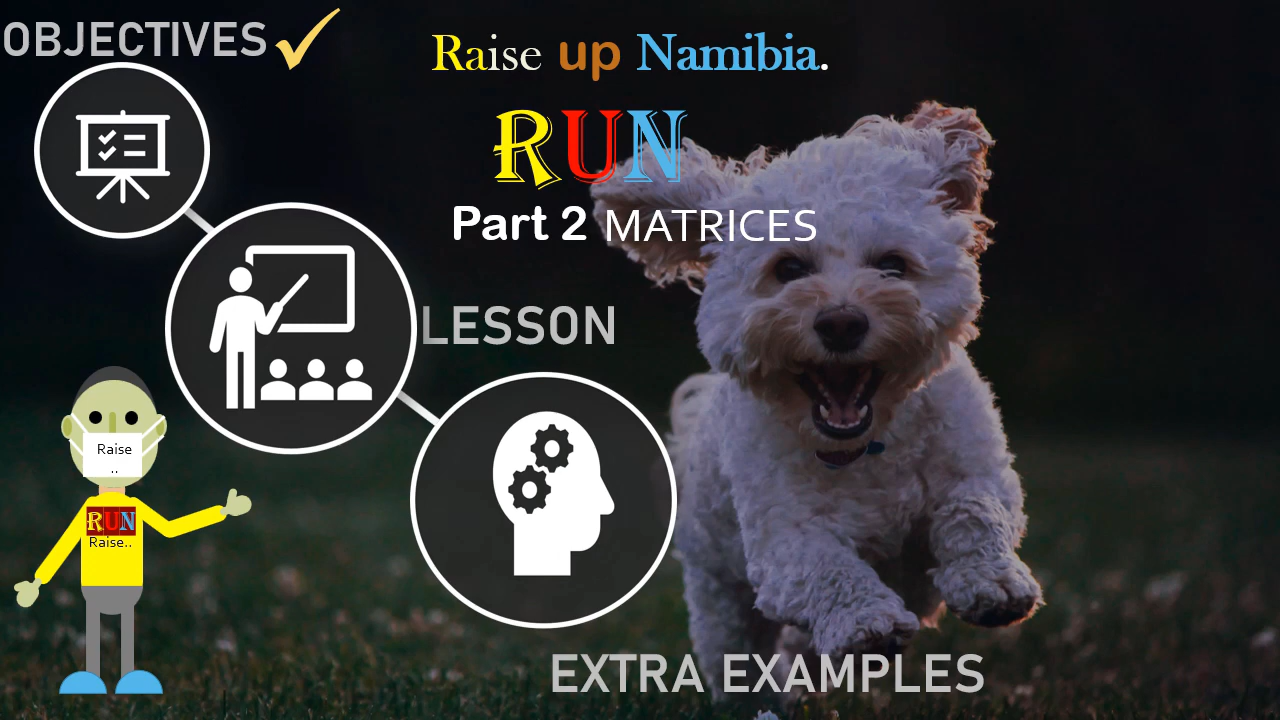 OBJECTIVES
Raise up Namibia.
RUN
Part 2 MATRICES
LESSON
Raise
..
RUN
Raise..
EXTRA EXAMPLES